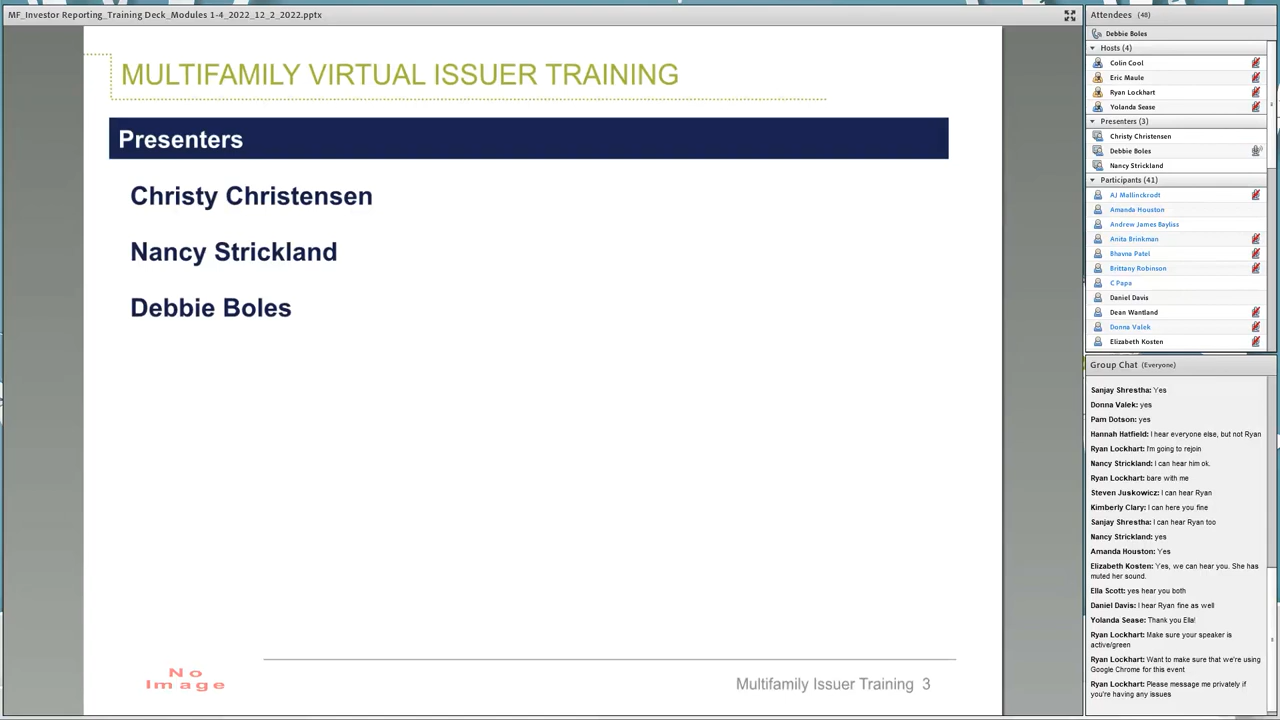 MF_Investor Reporting_Training Deck_Modules 1-4_2022_12_2_2022.pptx
MULTIFAMILY VIRTUAL ISSUER TRAINING
Presenters
Christy Christensen
Nancy Strickland
Debbie Boles
No
Image
Multifamily Issuer Training 3
Attendees (48)
Debbie Boles
Hosts (4)
Colin Cool
Eric Maule
Ryan Lockhart
Yolanda Sease
Presenters (3)
Christy Christensen
Debbie Boles
Nancy Strickland
Participants (41)
AJ Mallinckrodt
Amanda Houston
Andrew James Bayliss
Anita Brinkman
Bhavna Patel
Brittany Robinson
C Papa
Daniel Davis
Dean Wantland
Donna Valek
Elizabeth Kosten
Group Chat (Everyone)
Sanjay Shrestha: Yes
Donna Valek: yes
Pam Dotson: yes
Hannah Hatfield: I hear everyone else, but not Ryan
Ryan Lockhart: I'm going to rejoin
Nancy Strickland: I can hear him ok.
Ryan Lockhart: bare with me
Steven Juskowicz: I can hear Ryan
Kimberly Clary: I can here you fine
Sanjay Shrestha: I can hear Ryan too
Nancy Strickland: yes
Amanda Houston: Yes
Elizabeth Kosten: Yes, we can hear you. She has
muted her sound.
Ella Scott: yes hear you both
Daniel Davis: I hear Ryan fine as well
Yolanda Sease: Thank you Ella!
Ryan Lockhart: Make sure your speaker is
active/green
Ryan Lockhart: Want to make sure that we're using
Google Chrome for this event
Ryan Lockhart: Please message me privately if
you're having any issues